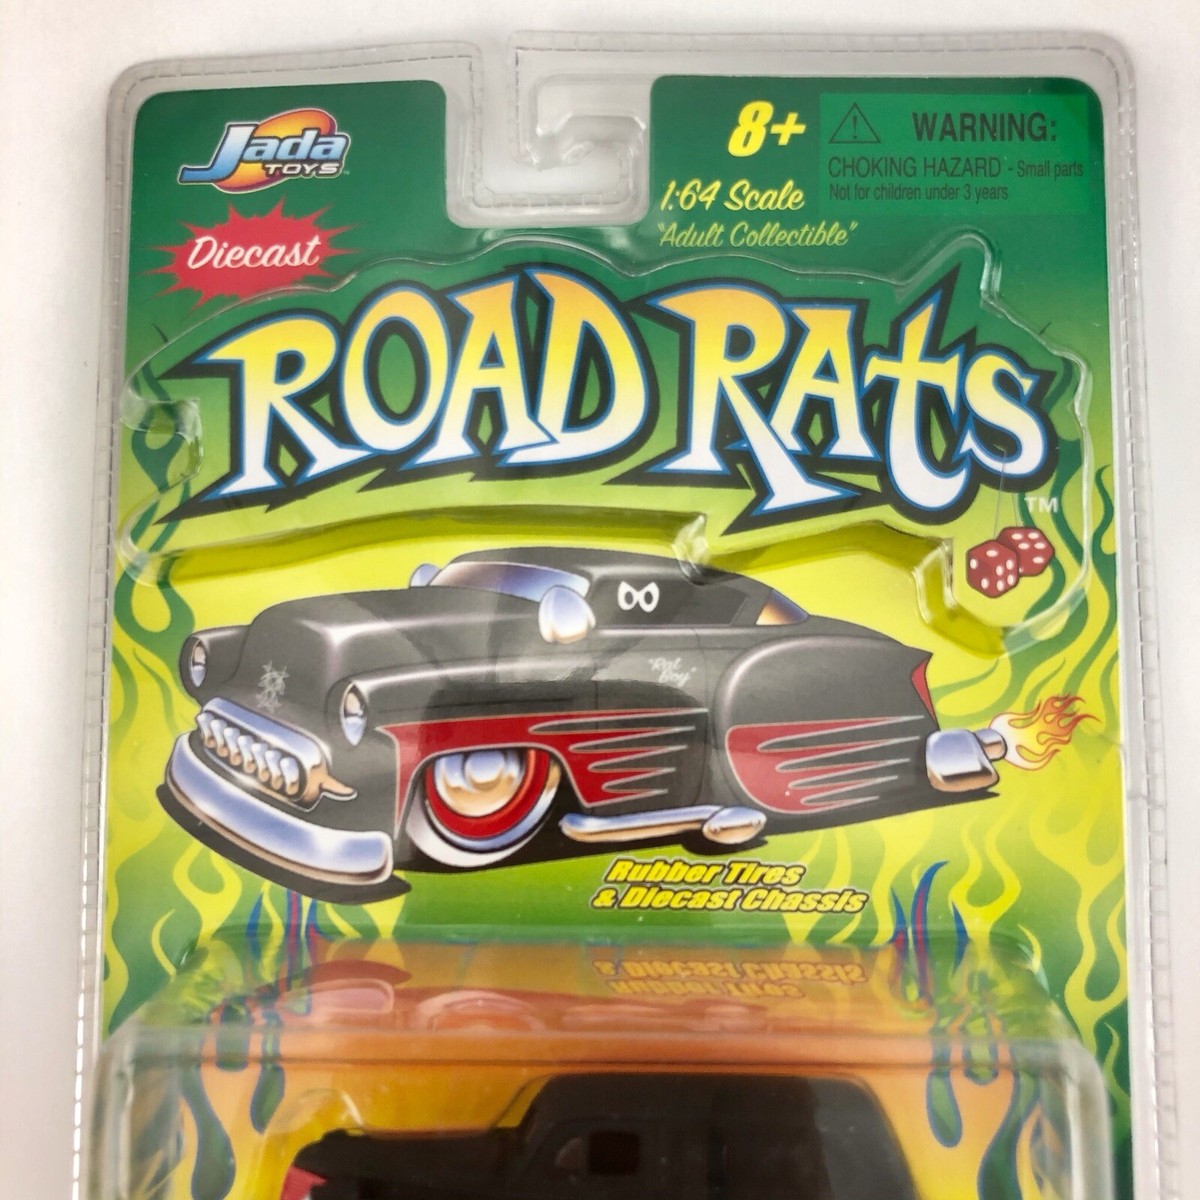 Jada
TOYS
Diecast
8+
1:64 Scale
"Adult Collectible"
WARNING:
CHOKING HAZARD - Small parts
Not for children under 3 years
ROAD RAts
TM
"Rat
Boy"
Rubber Tires
& Diecast Chassis